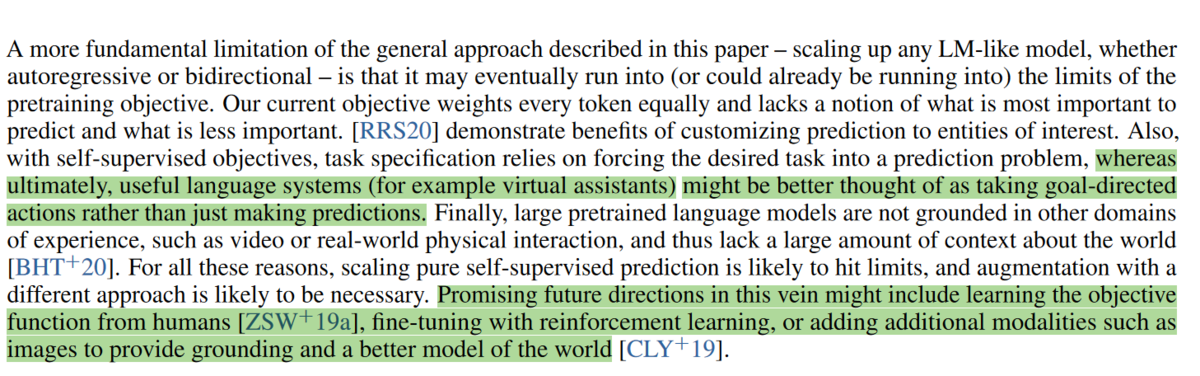 A more fundamental limitation of the general approach described in this paper – scaling up any LM-like model, whether
autoregressive or bidirectional – is that it may eventually run into (or could already be running into) the limits of the
pretraining objective. Our current objective weights every token equally and lacks a notion of what is most important to
predict and what is less important. [RRS20] demonstrate benefits of customizing prediction to entities of interest. Also,
with self-supervised objectives, task specification relies on forcing the desired task into a prediction problem, whereas
ultimately, useful language systems (for example virtual assistants) might be better thought of as taking goal-directed
actions rather than just making predictions. Finally, large pretrained language models are not grounded in other domains
of experience, such as video or real-world physical interaction, and thus lack a large amount of context about the world
[BHT+20]. For all these reasons, scaling pure self-supervised prediction is likely to hit limits, and augmentation with a
different approach is likely to be necessary. Promising future directions in this vein might include learning the objective
function from humans [ZSW+19a], fine-tuning with reinforcement learning, or adding additional modalities such as
images to provide grounding and a better model of the world [CLY+19].